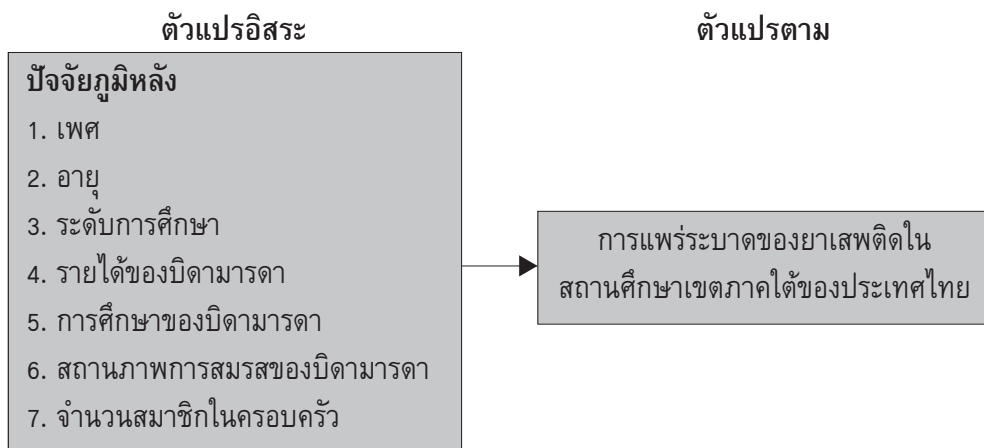 ตัวแปรอิสระ
ตัวแปรตาม
ปัจจัยภูมิหลัง
1. เพศ
2. อายุ
3. ระดับการศึกษา
4. รายได้ของบิดามารดา
5. การศึกษาของบิดามารดา
6. สถานภาพการสมรสของบิดามารดา
7. จำนวนสมาชิกในครอบครัว
การแพร่ระบาดของยาเสพติดใน
สถานศึกษาเขตภาคใต้ของประเทศไทย